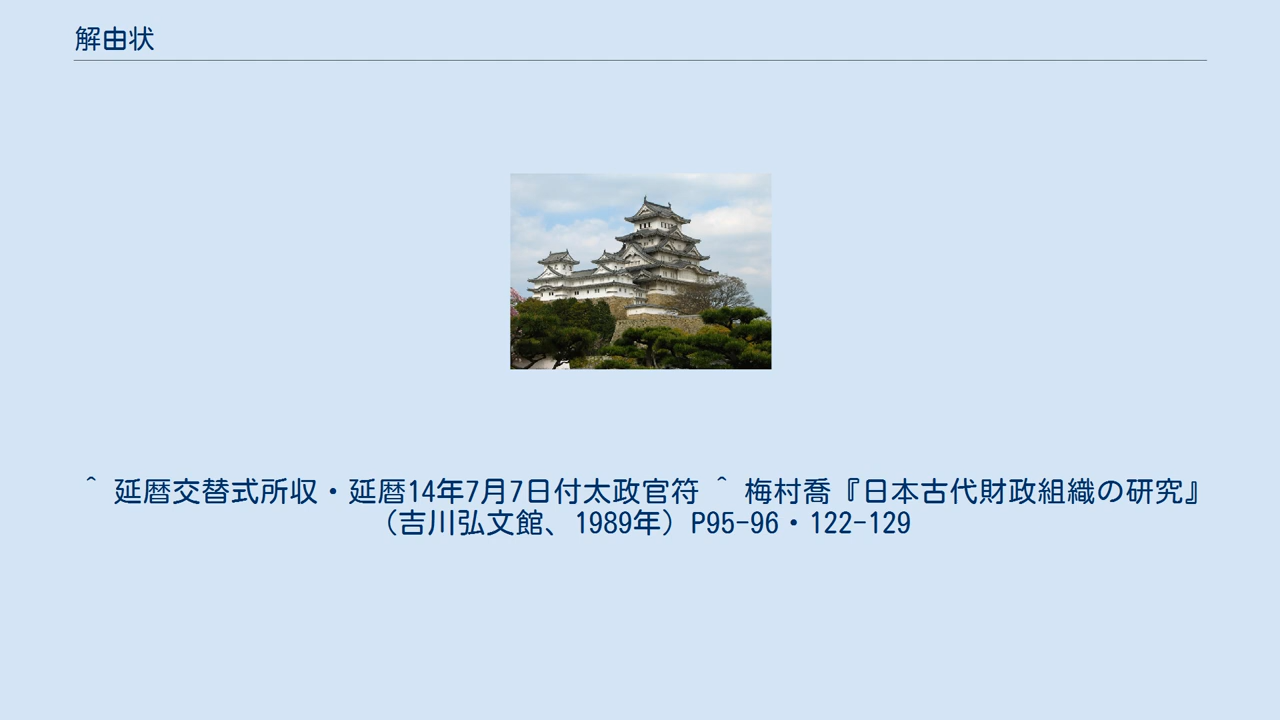 解由状
^ 延暦交替式所収・延暦14年7月7日付太政官符 ^ 梅村喬『日本古代財政組織の研究』
（吉川弘文館、1989年）P95-96・122-129